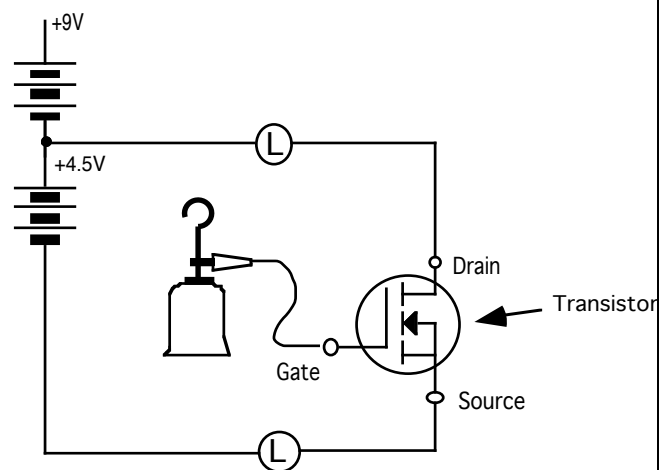 +9V
L
+4.5V
Drain
Transistor
Gate
Source
L